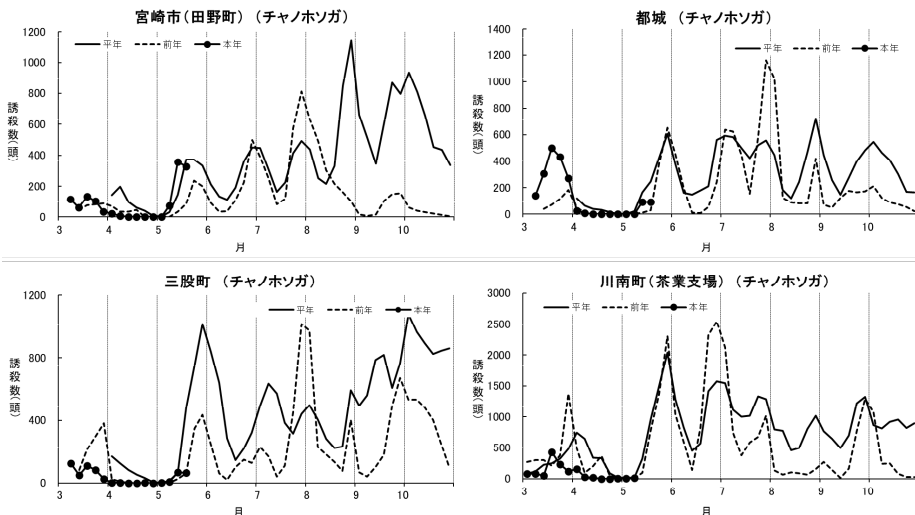 宮崎市(田野町) (チャノホソガ)
1200
1000
800
600
400
200
0
誘殺数(頭)
平年 前年 本年
3 4 5 6 7 8 9 10
月
都城 (チャノホソガ)
1400
1200
1000
800
600
400
200
0
誘殺数(頭)
平年 前年 本年
3 4 5 6 7 8 9 10
月
三股町 (チャノホソガ)
1200
800
400
0
誘殺数(頭)
平年 前年 本年
3 4 5 6 7 8 9 10
月
川南町(茶業支場) (チャノホソガ)
3000
2500
2000
1500
1000
500
0
誘殺数(頭)
平年 前年 本年
3 4 5 6 7 8 9 10
月